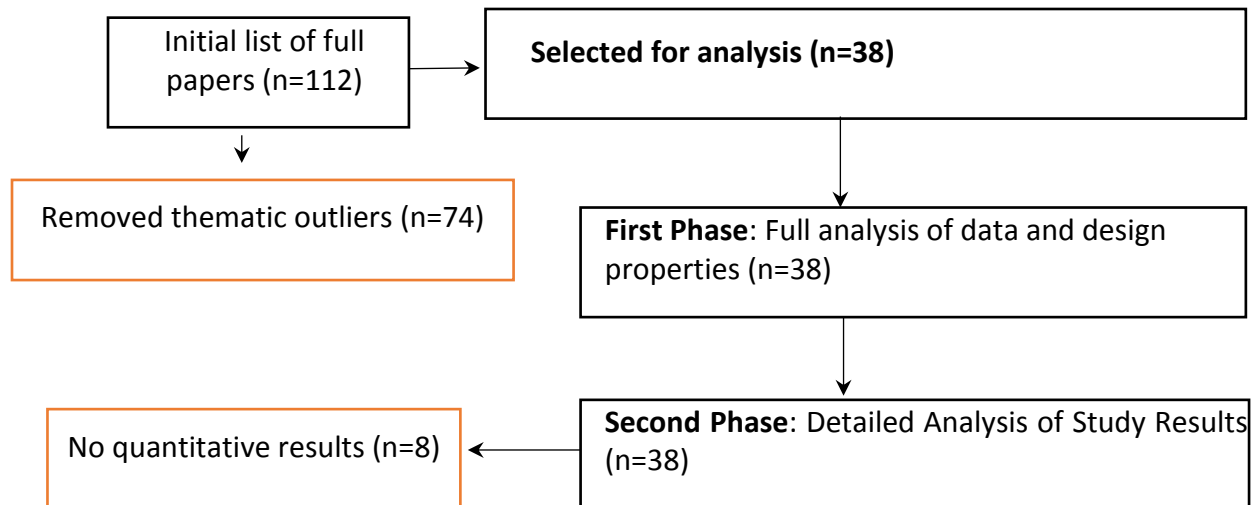 Initial list of full
papers (n=112)
Selected for analysis (n=38)
Removed thematic outliers (n=74)
First Phase: Full analysis of data and design
properties (n=38)
Second Phase: Detailed Analysis of Study Results
(n=38)
No quantitative results (n=8)